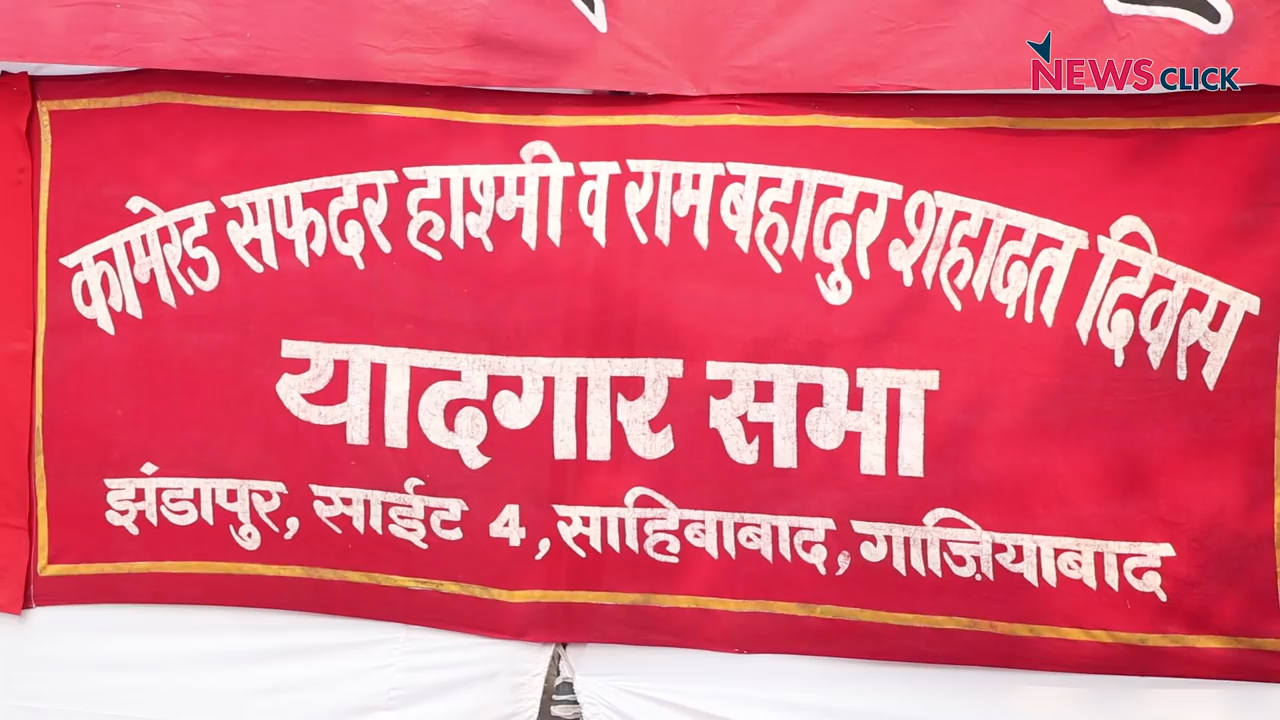 NEWSCLICK
कामरेड सफदर हाश्मी व राम बहादुर शहादत दिवस
यादगार सभा
झंडापुर, साईट 4, साहिबाबाद, गाज़ियाबाद